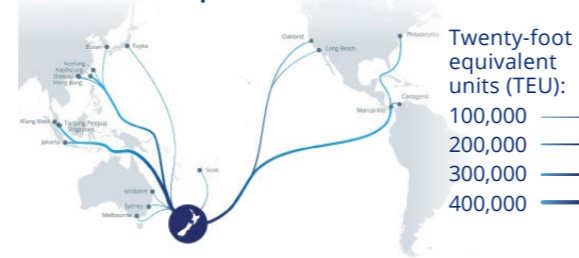 Oakland
Philadelphia
Long Beach
Busan
Tokyo
Keelung
Kaohsiung
Shekou
Hong Kong
Cartagena
Manzanillo
Klang West
Tanjung Pelepas
Singapore
Jakarta
Suva
Brisbane
Sydney
Melbourne
Twenty-foot
equivalent
units (TEU):
100,000
200,000
300,000
400,000